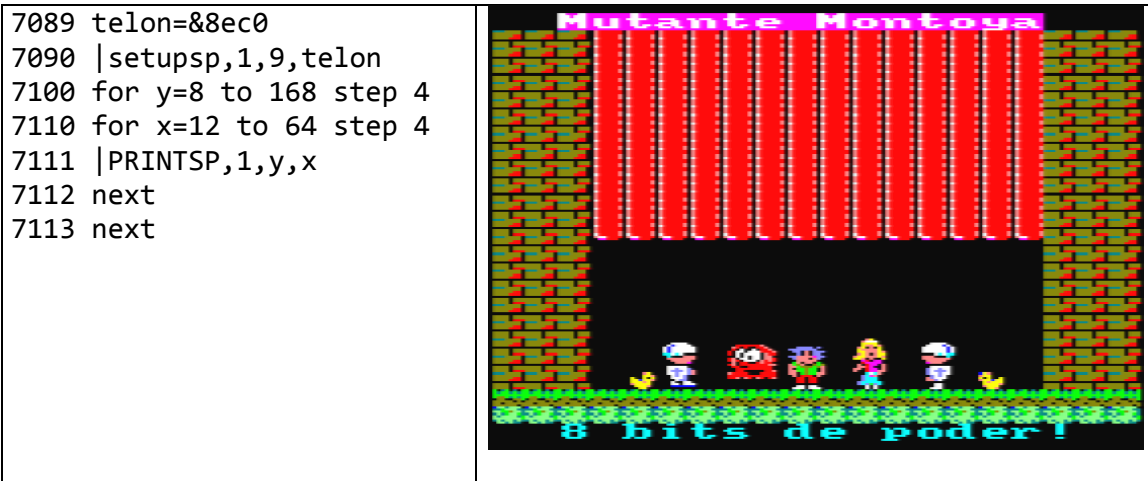 7089 telon=&8ec0
7090 |setupsp,1,9,telon
7100 for y=8 to 168 step 4
7110 for x=12 to 64 step 4
7111 |PRINTSP,1,y,x
7112 next
7113 next
Mutante Montoya
8 bits de poder!